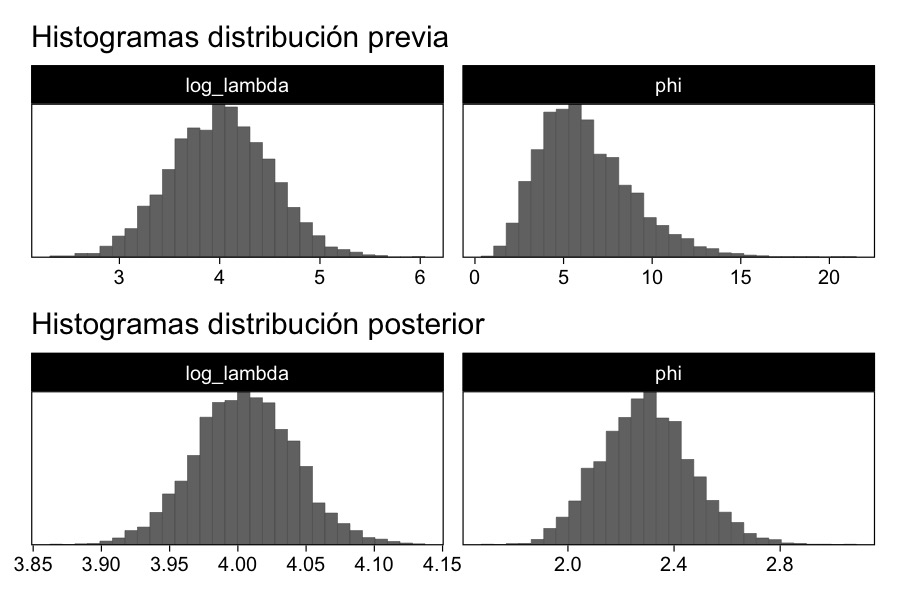 Histogramas distribución previa
log_lambda phi
3 4 5 6 0 5 10 15 20
Histogramas distribución posterior
log_lambda phi
3.85 3.90 3.95 4.00 4.05 4.10 4.15 2.0 2.4 2.8